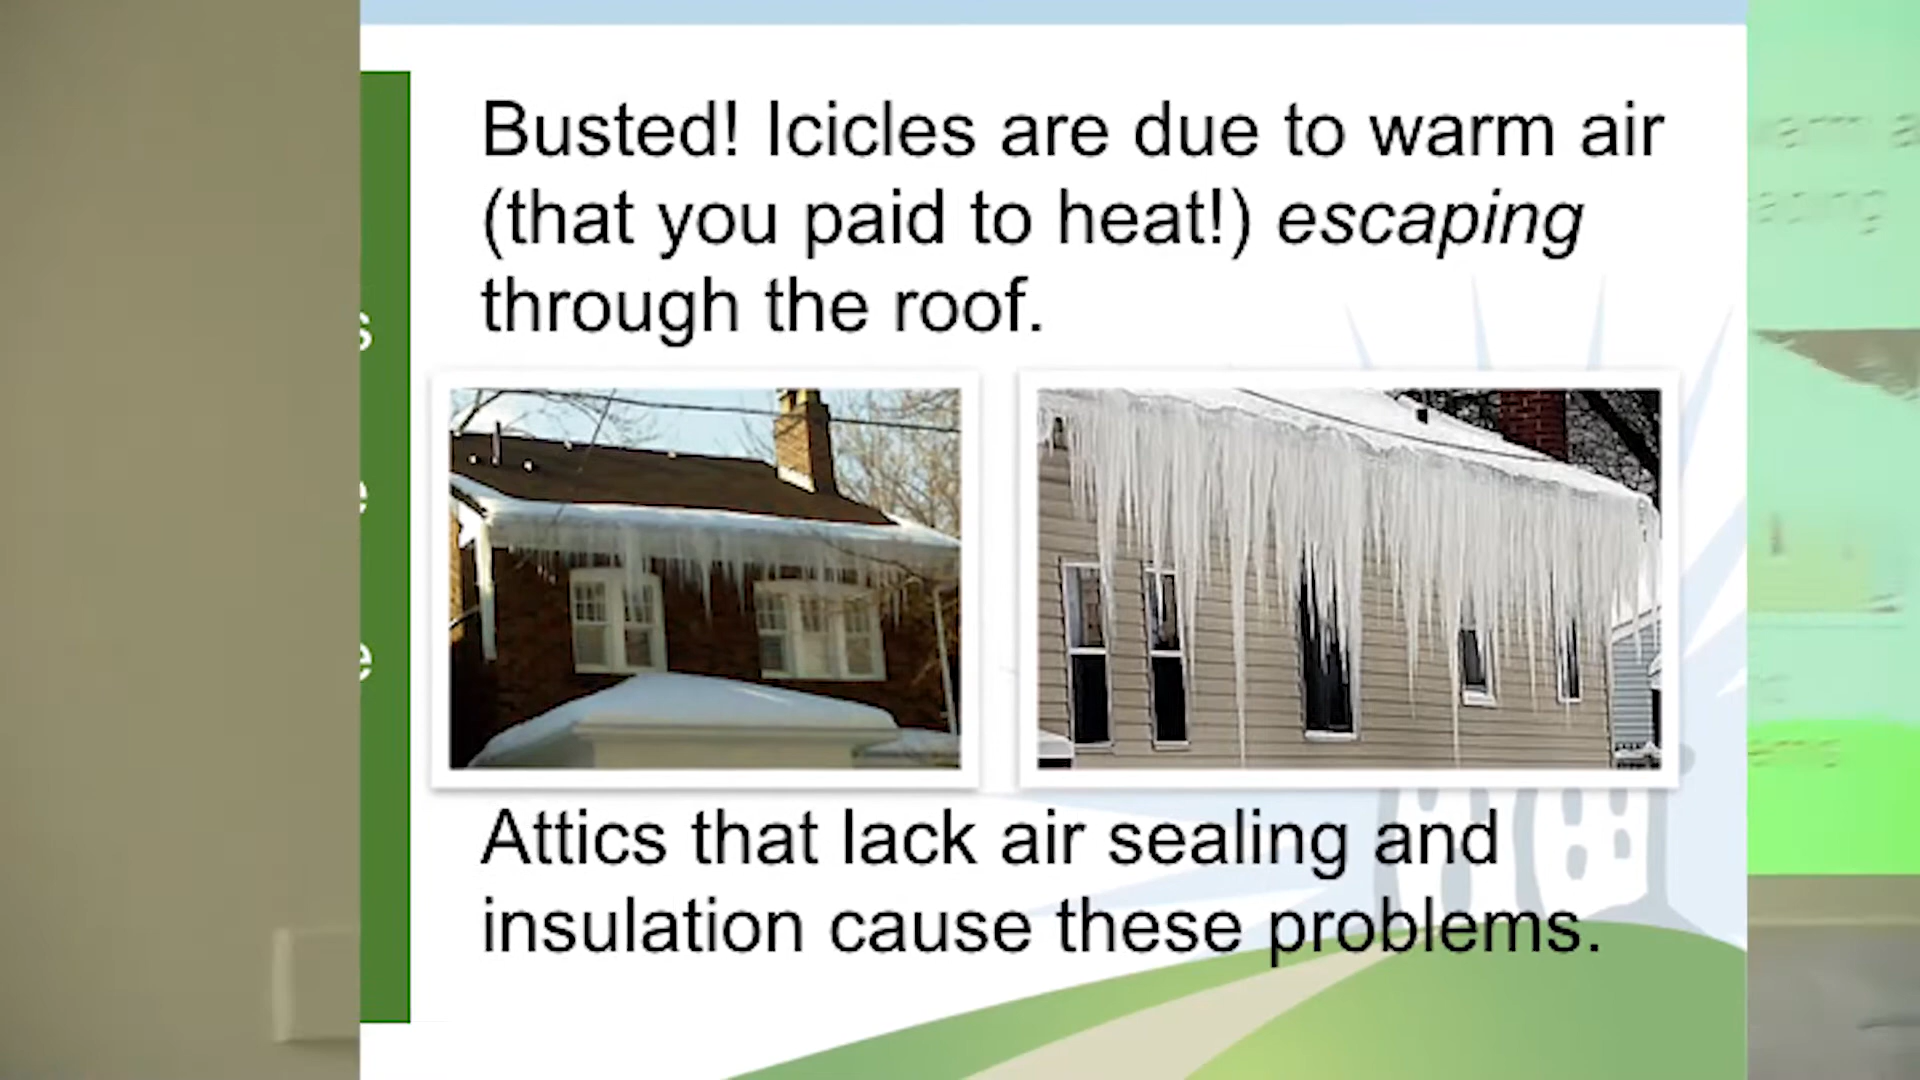 Busted! Icicles are due to warm air
(that you paid to heat!) escaping
through the roof.
Attics that lack air sealing and
insulation cause these problems.